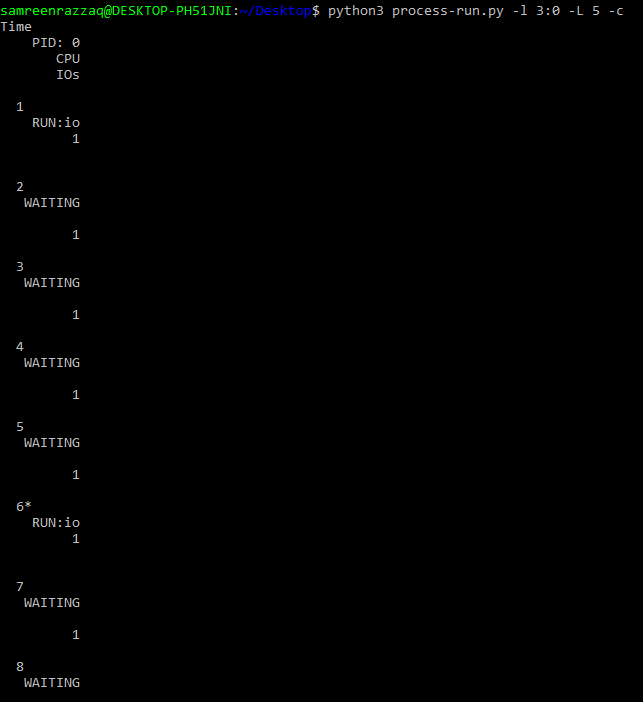 samreenrazzaq@DESKTOP-PH51JNI:~/Desktop$ python3 process-run.py -l 3:0 -L 5 -c
Time
PID: 0
CPU
IOs
1
RUN:io
1
2
WAITING
1
3
WAITING
1
4
WAITING
1
5
WAITING
1
6*
RUN:io
1
7
WAITING
1
8
WAITING